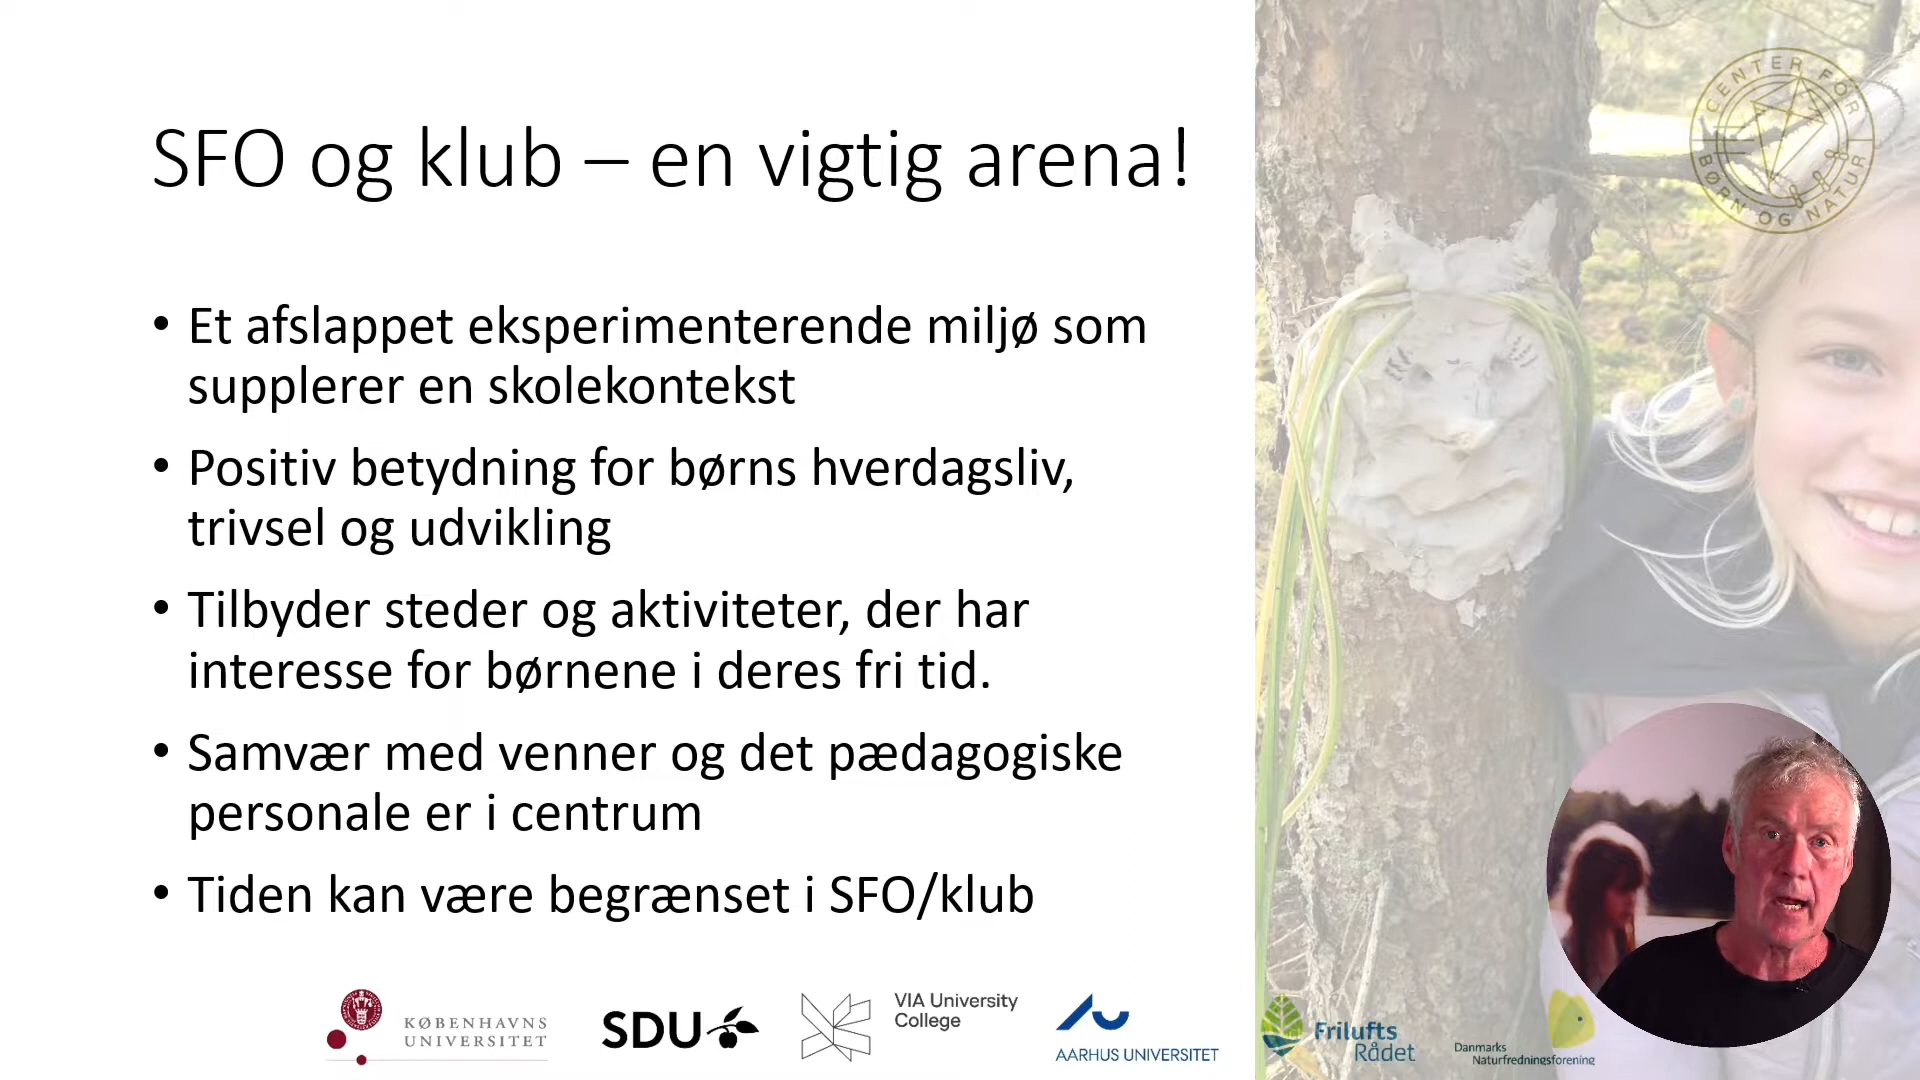 SFO og klub – en vigtig arena!
• Et afslappet eksperimenterende miljø som
supplerer en skolekontekst
• Positiv betydning for børns hverdagsliv,
trivsel og udvikling
• Tilbyder steder og aktiviteter, der har
interesse for børnene i deres fri tid.
• Samvær med venner og det pædagogiske
personale er i centrum
• Tiden kan være begrænset i SFO/klub
CENTER FOR
BØRN OG NATUR
KØBENHAVNS
UNIVERSITET
SDU
VIA University
College
AARHUS UNIVERSITET
Frilufts
Rådet
Danmarks
Naturfredningsforening